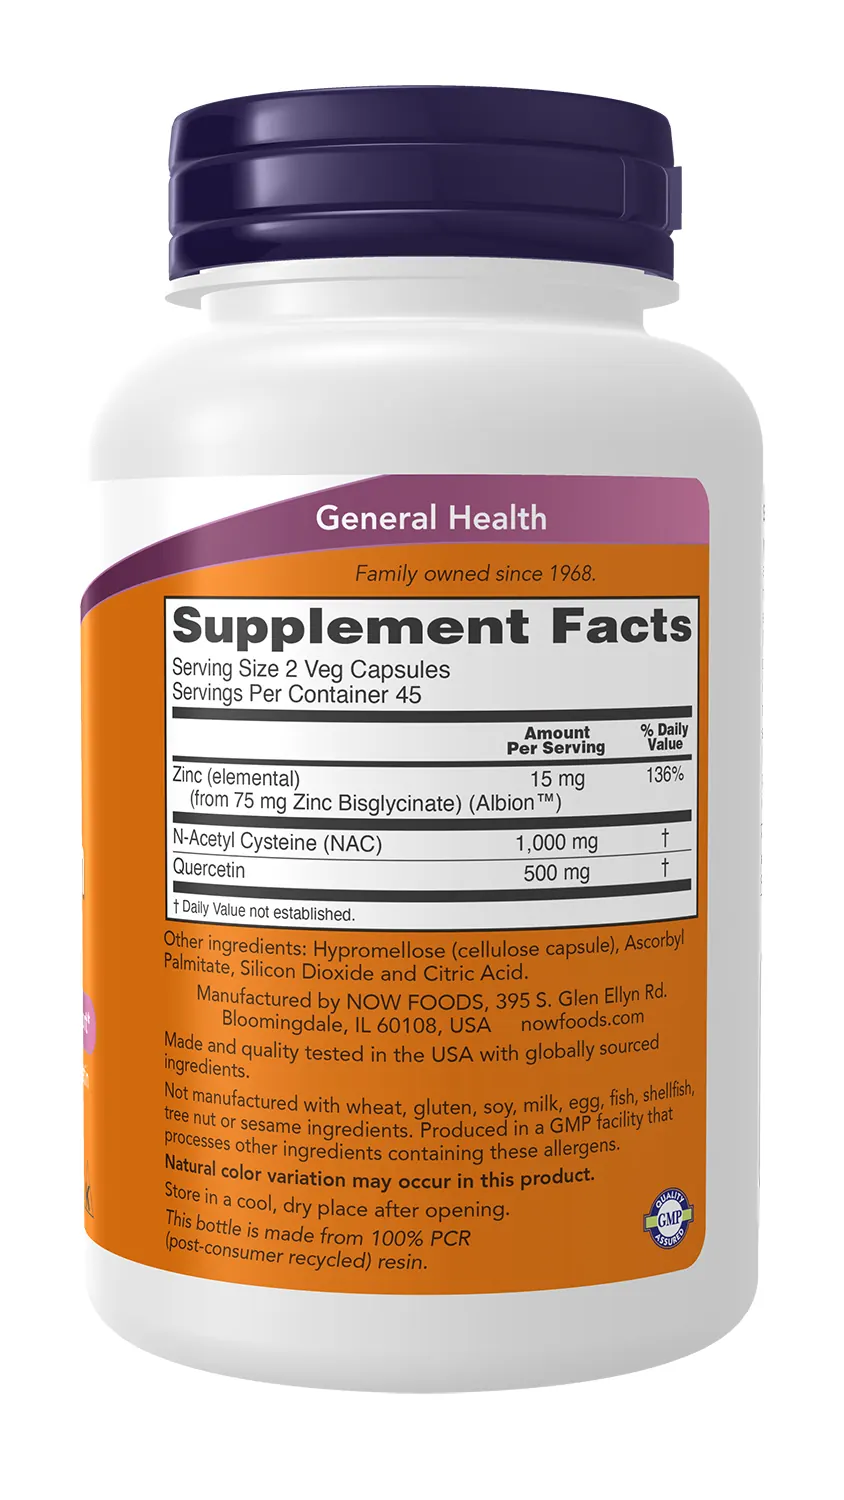 General Health
Family owned since 1968.
Supplement Facts
Serving Size 2 Veg Capsules
Servings Per Container 45
Amount Per Serving
% Daily Value
Zinc (elemental) 15 mg 136%
(from 75 mg Zinc Bisglycinate) (Albion™)
N-Acetyl Cysteine (NAC) 1,000 mg †
Quercetin 500 mg †
† Daily Value not established.
Other ingredients: Hypromellose (cellulose capsule), Ascorbyl
Palmitate, Silicon Dioxide and Citric Acid.
Manufactured by NOW FOODS, 395 S. Glen Ellyn Rd.
Bloomingdale, IL 60108, USA nowfoods.com
Made and quality tested in the USA with globally sourced
ingredients.
Not manufactured with wheat, gluten, soy, milk, egg, fish, shellfish,
tree nut or sesame ingredients. Produced in a GMP facility that
processes other ingredients containing these allergens.
Natural color variation may occur in this product.
Store in a cool, dry place after opening.
This bottle is made from 100% PCR
(post-consumer recycled) resin.
QUALITY
GMP
ASSURED